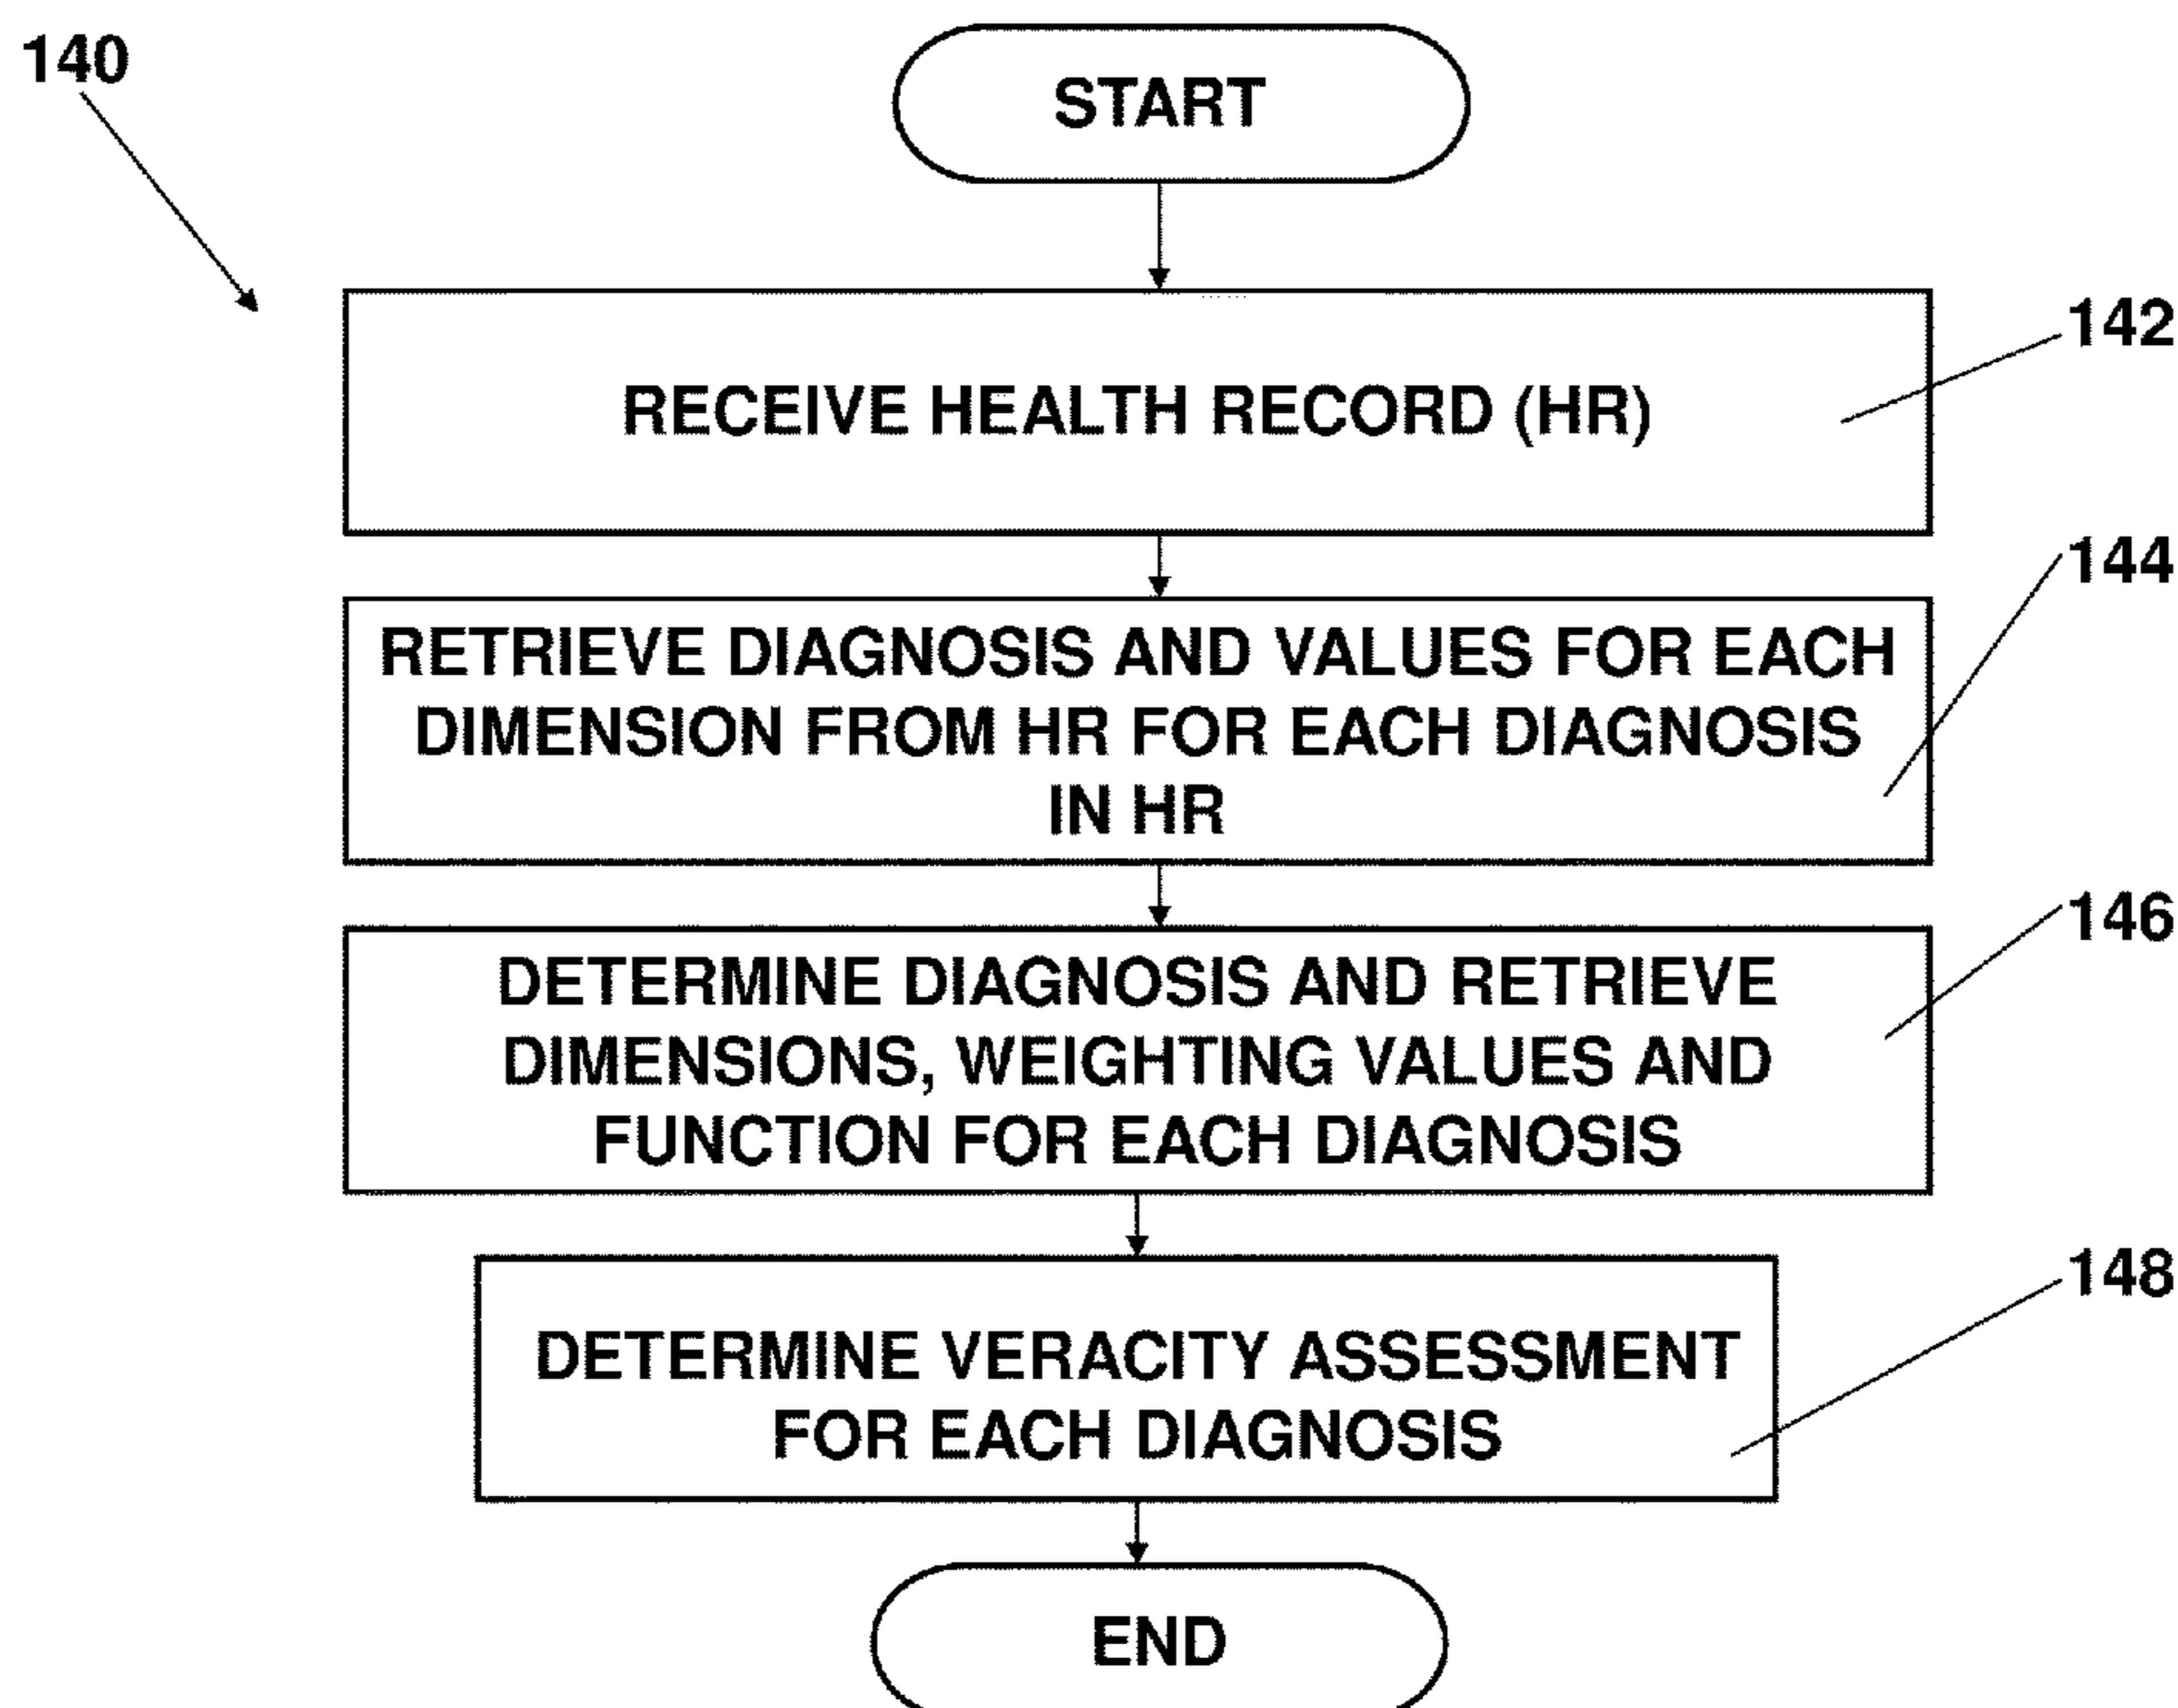 140
START
RECEIVE HEALTH RECORD (HR)
142
RETRIEVE DIAGNOSIS AND VALUES FOR EACH
DIMENSION FROM HR FOR EACH DIAGNOSIS
IN HR
144
DETERMINE DIAGNOSIS AND RETRIEVE
DIMENSIONS, WEIGHTING VALUES AND
FUNCTION FOR EACH DIAGNOSIS
146
DETERMINE VERACITY ASSESSMENT
FOR EACH DIAGNOSIS
148
END